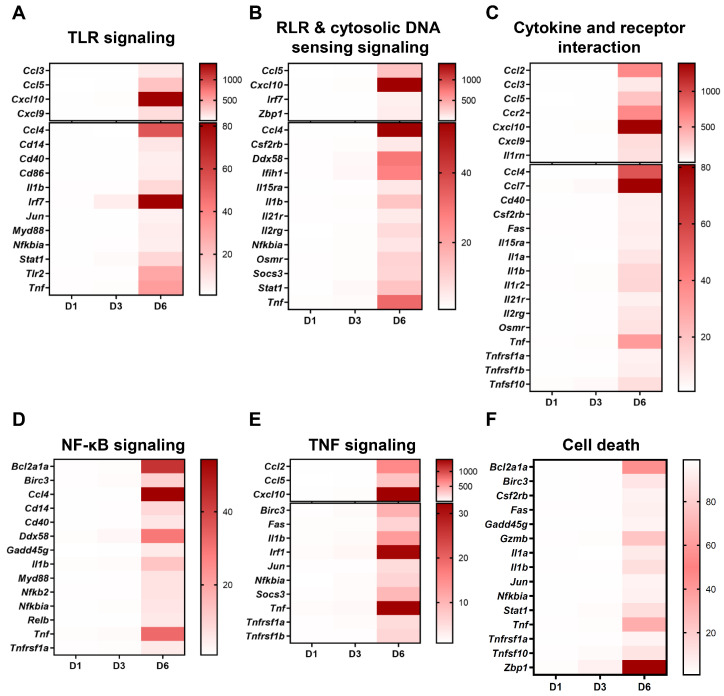 A
TLR signaling
Ccl3
Ccl5
Cxcl10
Cxcl9
Ccl4
Cd14
Cd40
Cd86
Il1b
Irf7
Jun
Myd88
Nfkbia
Stat1
Tlr2
Tnf
D1 D3 D6
1000
500
80
60
40
20
B
RLR & cytosolic DNA
sensing signaling
Ccl5
Cxcl10
Irf7
Zbp1
Ccl4
Csf2rb
Ddx58
Ifih1
Il15ra
Il1b
Il21r
Il2rg
Nfkbia
Osmr
Socs3
Stat1
Tnf
D1 D3 D6
1000
500
40
20
C
Cytokine and receptor
interaction
Ccl2
Ccl3
Ccl5
Ccr2
Cxcl10
Cxcl9
Il1rn
Ccl4
Ccl7
Cd40
Csf2rb
Fas
Il15ra
Il1a
Il1b
Il1r2
Il21r
Il2rg
Osmr
Tnf
Tnfrsf1a
Tnfrsf1b
Tnfsf10
D1 D3 D6
1000
500
80
60
40
20
D
NF-κB signaling
Bcl2a1a
Birc3
Ccl4
Cd14
Cd40
Ddx58
Gadd45g
Il1b
Myd88
Nfkb2
Nfkbia
Relb
Tnf
Tnfrsf1a
D1 D3 D6
40
20
E
TNF signaling
Ccl2
Ccl5
Cxcl10
Birc3
Fas
Il1b
Irf1
Jun
Nfkbia
Socs3
Tnf
Tnfrsf1a
Tnfrsf1b
D1 D3 D6
1000
500
30
20
10
F
Cell death
Bcl2a1a
Birc3
Csf2rb
Fas
Gadd45g
Gzmb
Il1a
Il1b
Jun
Nfkbia
Stat1
Tnf
Tnfrsf1a
Tnfsf10
Zbp1
D1 D3 D6
80
60
40
20